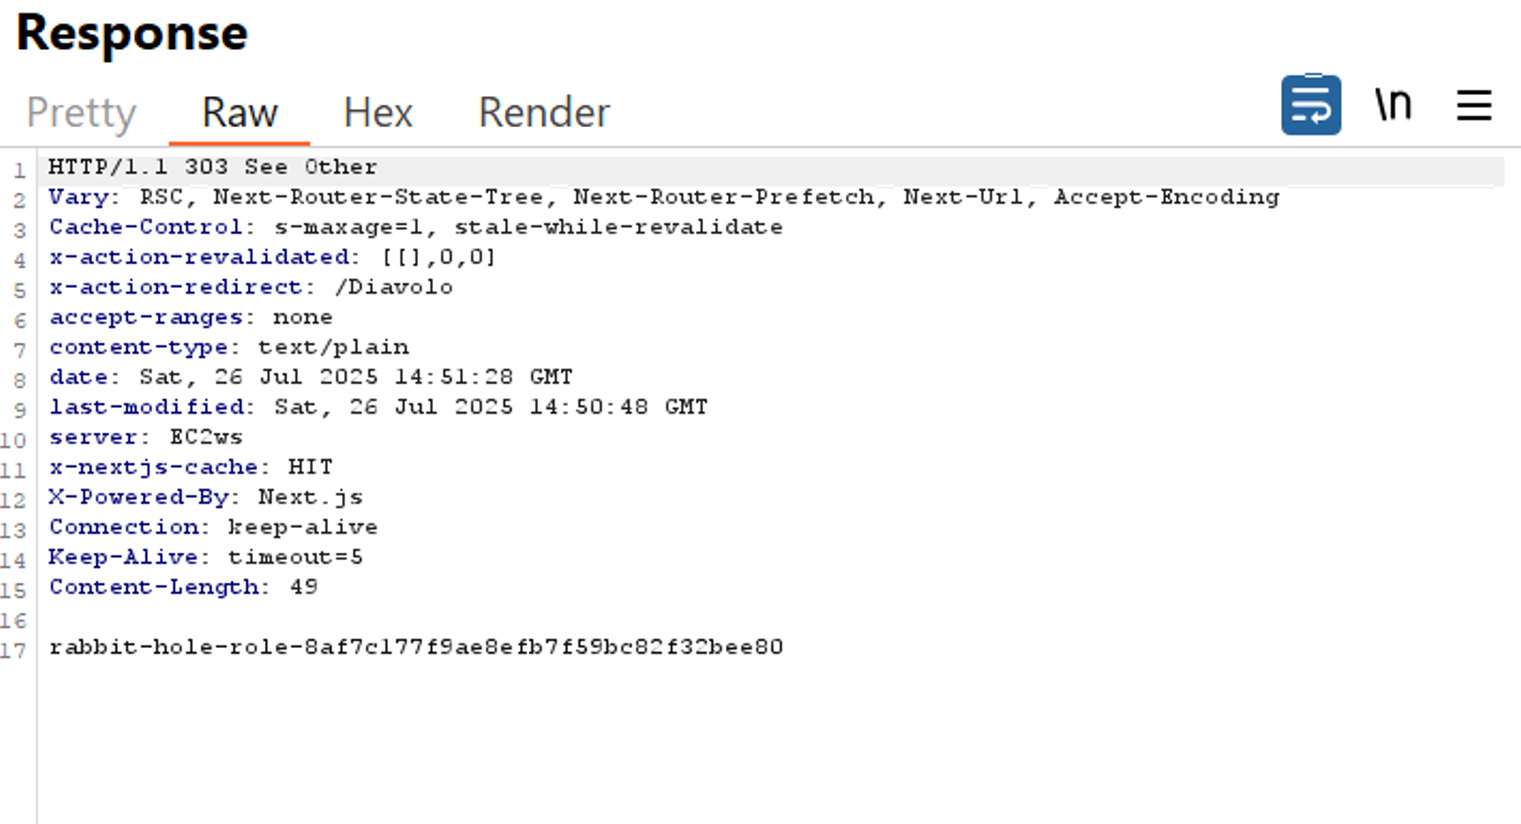 Response
Pretty Raw Hex Render \n
1 HTTP/1.1 303 See Other
2 Vary: RSC, Next-Router-State-Tree, Next-Router-Prefetch, Next-Url, Accept-Encoding
3 Cache-Control: s-maxage=1, stale-while-revalidate
4 x-action-revalidated: [[],0,0]
5 x-action-redirect: /Diavolo
6 accept-ranges: none
7 content-type: text/plain
8 date: Sat, 26 Jul 2025 14:51:28 GMT
9 last-modified: Sat, 26 Jul 2025 14:50:48 GMT
10 server: EC2ws
11 x-nextjs-cache: HIT
12 X-Powered-By: Next.js
13 Connection: keep-alive
14 Keep-Alive: timeout=5
15 Content-Length: 49
16
17 rabbit-hole-role-8af7c177f9ae8efb7f59bc82f32bee80